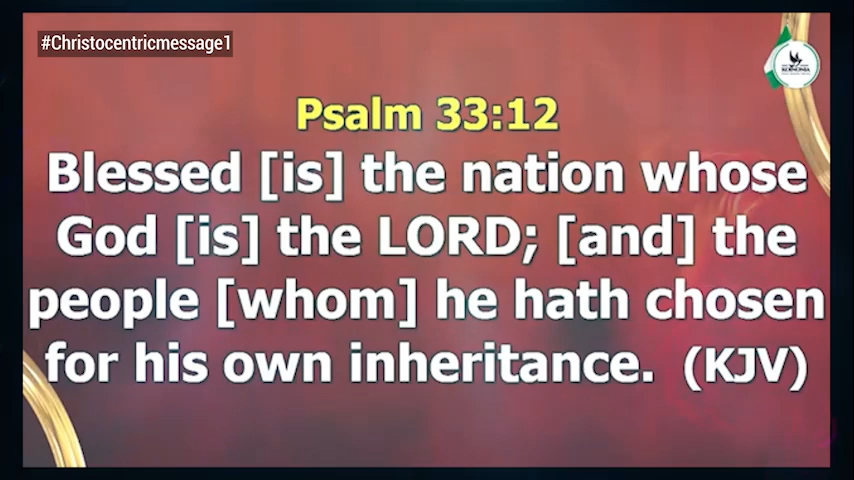 #Christocentricmessage1
KOINONIA
Psalm 33:12
Blessed [is] the nation whose
God [is] the LORD; [and] the
people [whom] he hath chosen
for his own inheritance. (KJV)